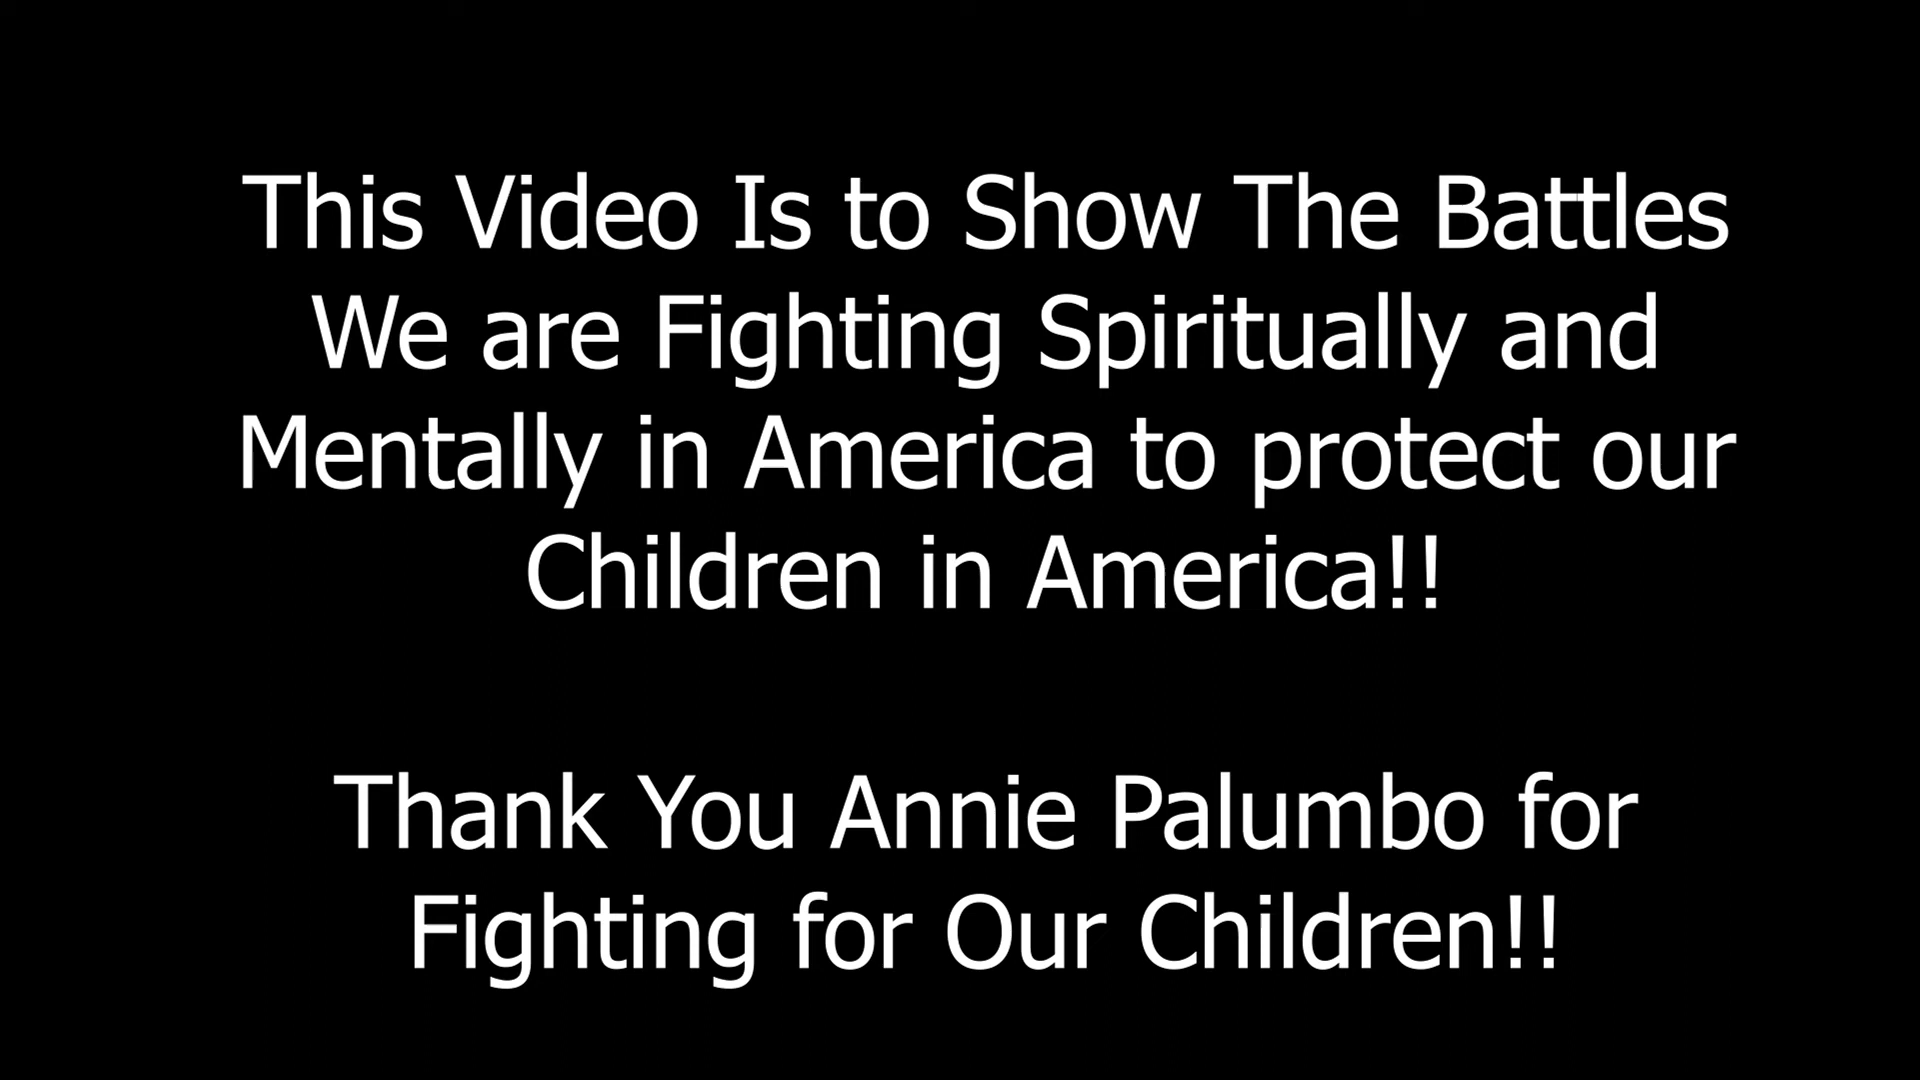 This Video Is to Show The Battles
We are Fighting Spiritually and
Mentally in America to protect our
Children in America!!
Thank You Annie Palumbo for
Fighting for Our Children!!